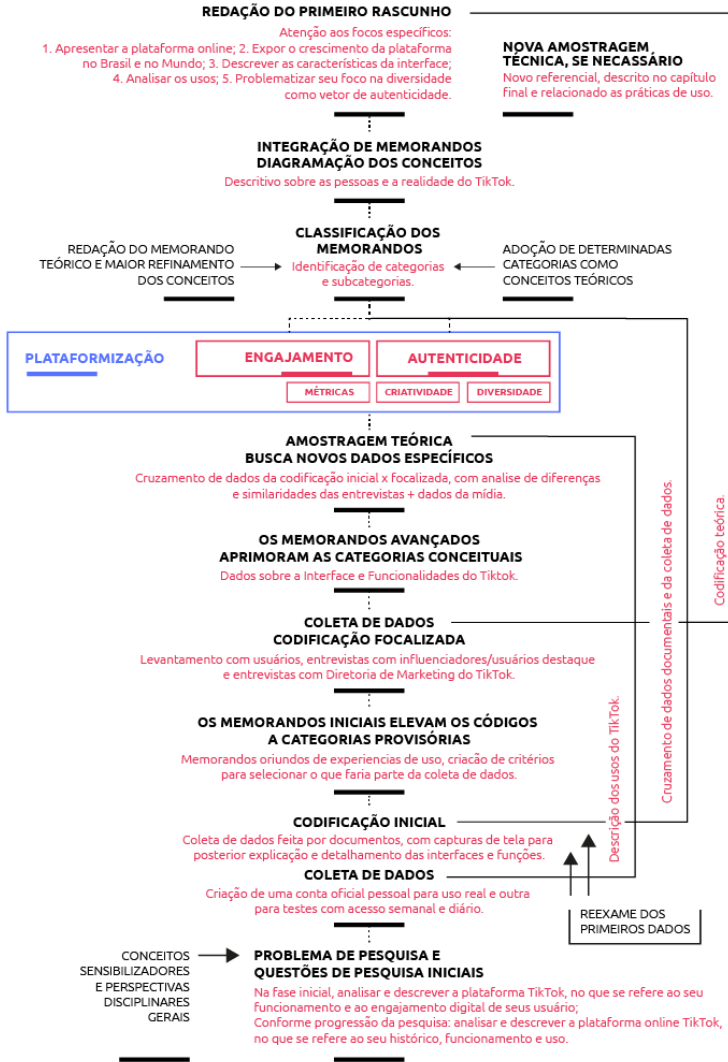 REDAÇÃO DO PRIMEIRO RASCUNHO
Atenção aos focos específicos:
1. Apresentar a plataforma online; 2. Expor o crescimento da plataforma
no Brasil e no Mundo; 3. Descrever as características da interface;
4. Analisar os usos; 5. Problematizar seu foco na diversidade
como vetor de autenticidade.
NOVA AMOSTRAGEM
TÉCNICA, SE NECASSÁRIO
Novo referencial, descrito no capítulo
final e relacionado as práticas de uso.
INTEGRAÇÃO DE MEMORANDOS
DIAGRAMAÇÃO DOS CONCEITOS
Descritivo sobre as pessoas e a realidade do TikTok.
CLASSIFICAÇÃO DOS
MEMORANDOS
Identificação de categorias
e subcategorias.
REDAÇÃO DO MEMORANDO
TEÓRICO E MAIOR REFINAMENTO
DOS CONCEITOS
ADOÇÃO DE DETERMINADAS
CATEGORIAS COMO
CONCEITOS TEÓRICOS
PLATAFORMIZAÇÃO
ENGAJAMENTO
AUTENTICIDADE
MÉTRICAS
CRIATIVIDADE
DIVERSIDADE
AMOSTRAGEM TEÓRICA
BUSCA NOVOS DADOS ESPECÍFICOS
Cruzamento de dados da codificação inicial x focalizada, com analise de diferenças
e similaridades das entrevistas + dados da mídia.
OS MEMORANDOS AVANÇADOS
APRIMORAM AS CATEGORIAS CONCEITUAIS
Dados sobre a Interface e Funcionalidades do Tiktok.
COLETA DE DADOS
CODIFICAÇÃO FOCALIZADA
Levantamento com usuários, entrevistas com influenciadores/usuários destaque
e entrevistas com Diretoria de Marketing do TikTok.
OS MEMORANDOS INICIAIS ELEVAM OS CÓDIGOS
A CATEGORIAS PROVISÓRIAS
Memorandos oriundos de experiencias de uso, criacão de critérios
para selecionar o que faria parte da coleta de dados.
CODIFICAÇÃO INICIAL
Coleta de dados feita por documentos, com capturas de tela para
posterior explicação e detalhamento das interfaces e funções.
COLETA DE DADOS
Criação de uma conta oficial pessoal para uso real e outra
para testes com acesso semanal e diário.
Descrição dos usos do TikTok.
Cruzamento de dados documentais e da coleta de dados.
Codificação teórica.
REEXAME DOS
PRIMEIROS DADOS
CONCEITOS
SENSIBILIZADORES
E PERSPECTIVAS
DISCIPLINARES
GERAIS
PROBLEMA DE PESQUISA E
QUESTÕES DE PESQUISA INICIAIS
Na fase inicial, analisar e descrever a plataforma TikTok, no que se refere ao seu
funcionamento e ao engajamento digital de seus usuário;
Conforme progressão da pesquisa: analisar e descrever a plataforma online TikTok,
no que se refere ao seu histórico, funcionamento e uso.